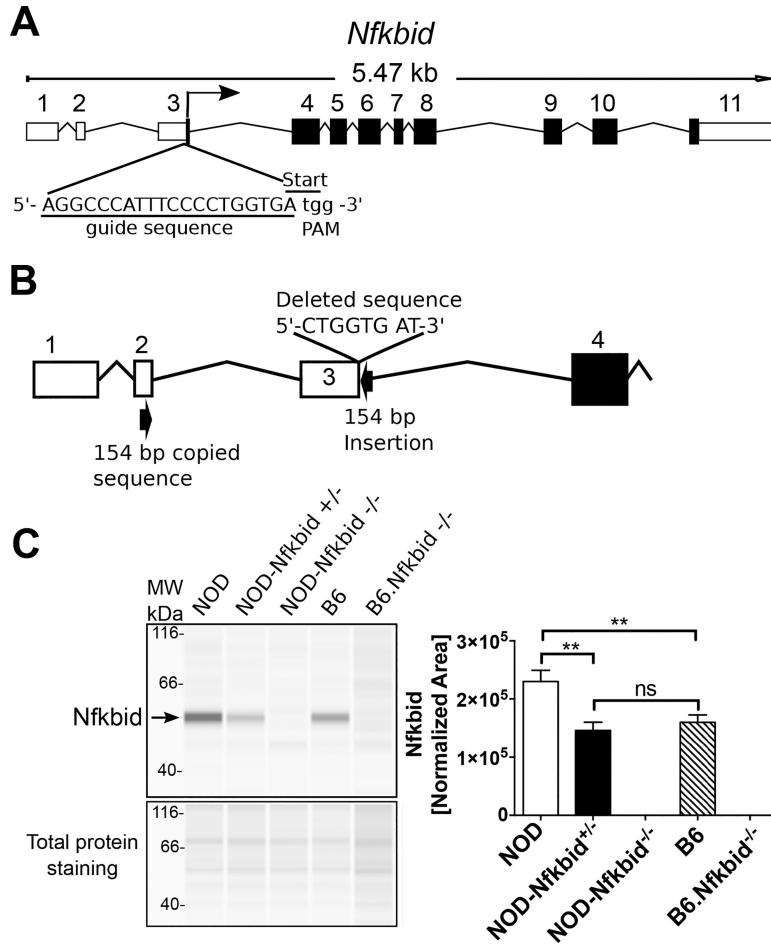 A
Nfkbid
5.47 kb
1 2 3 4 5 6 7 8 9 10 11
Start
5'- AGGCCCATTTCCCCTGGTGA tgg -3'
guide sequence PAM
B
Deleted sequence
5'-CTGGTG AT-3'
1 2 3 4
154 bp copied
sequence
154 bp
Insertion
C
MW
kDa
NOD
NOD-Nfkbid +/-
NOD-Nfkbid -/-
B6
B6.Nfkbid -/-
116-
66-
Nfkbid
40-
Total protein
staining
116-
66-
40-
Nfkbid
[Normalized Area]
3×10⁵
2×10⁵
1×10⁵
0
**
**
ns
NOD
NOD-Nfkbid+/-
NOD-Nfkbid-/-
B6
B6.Nfkbid-/-